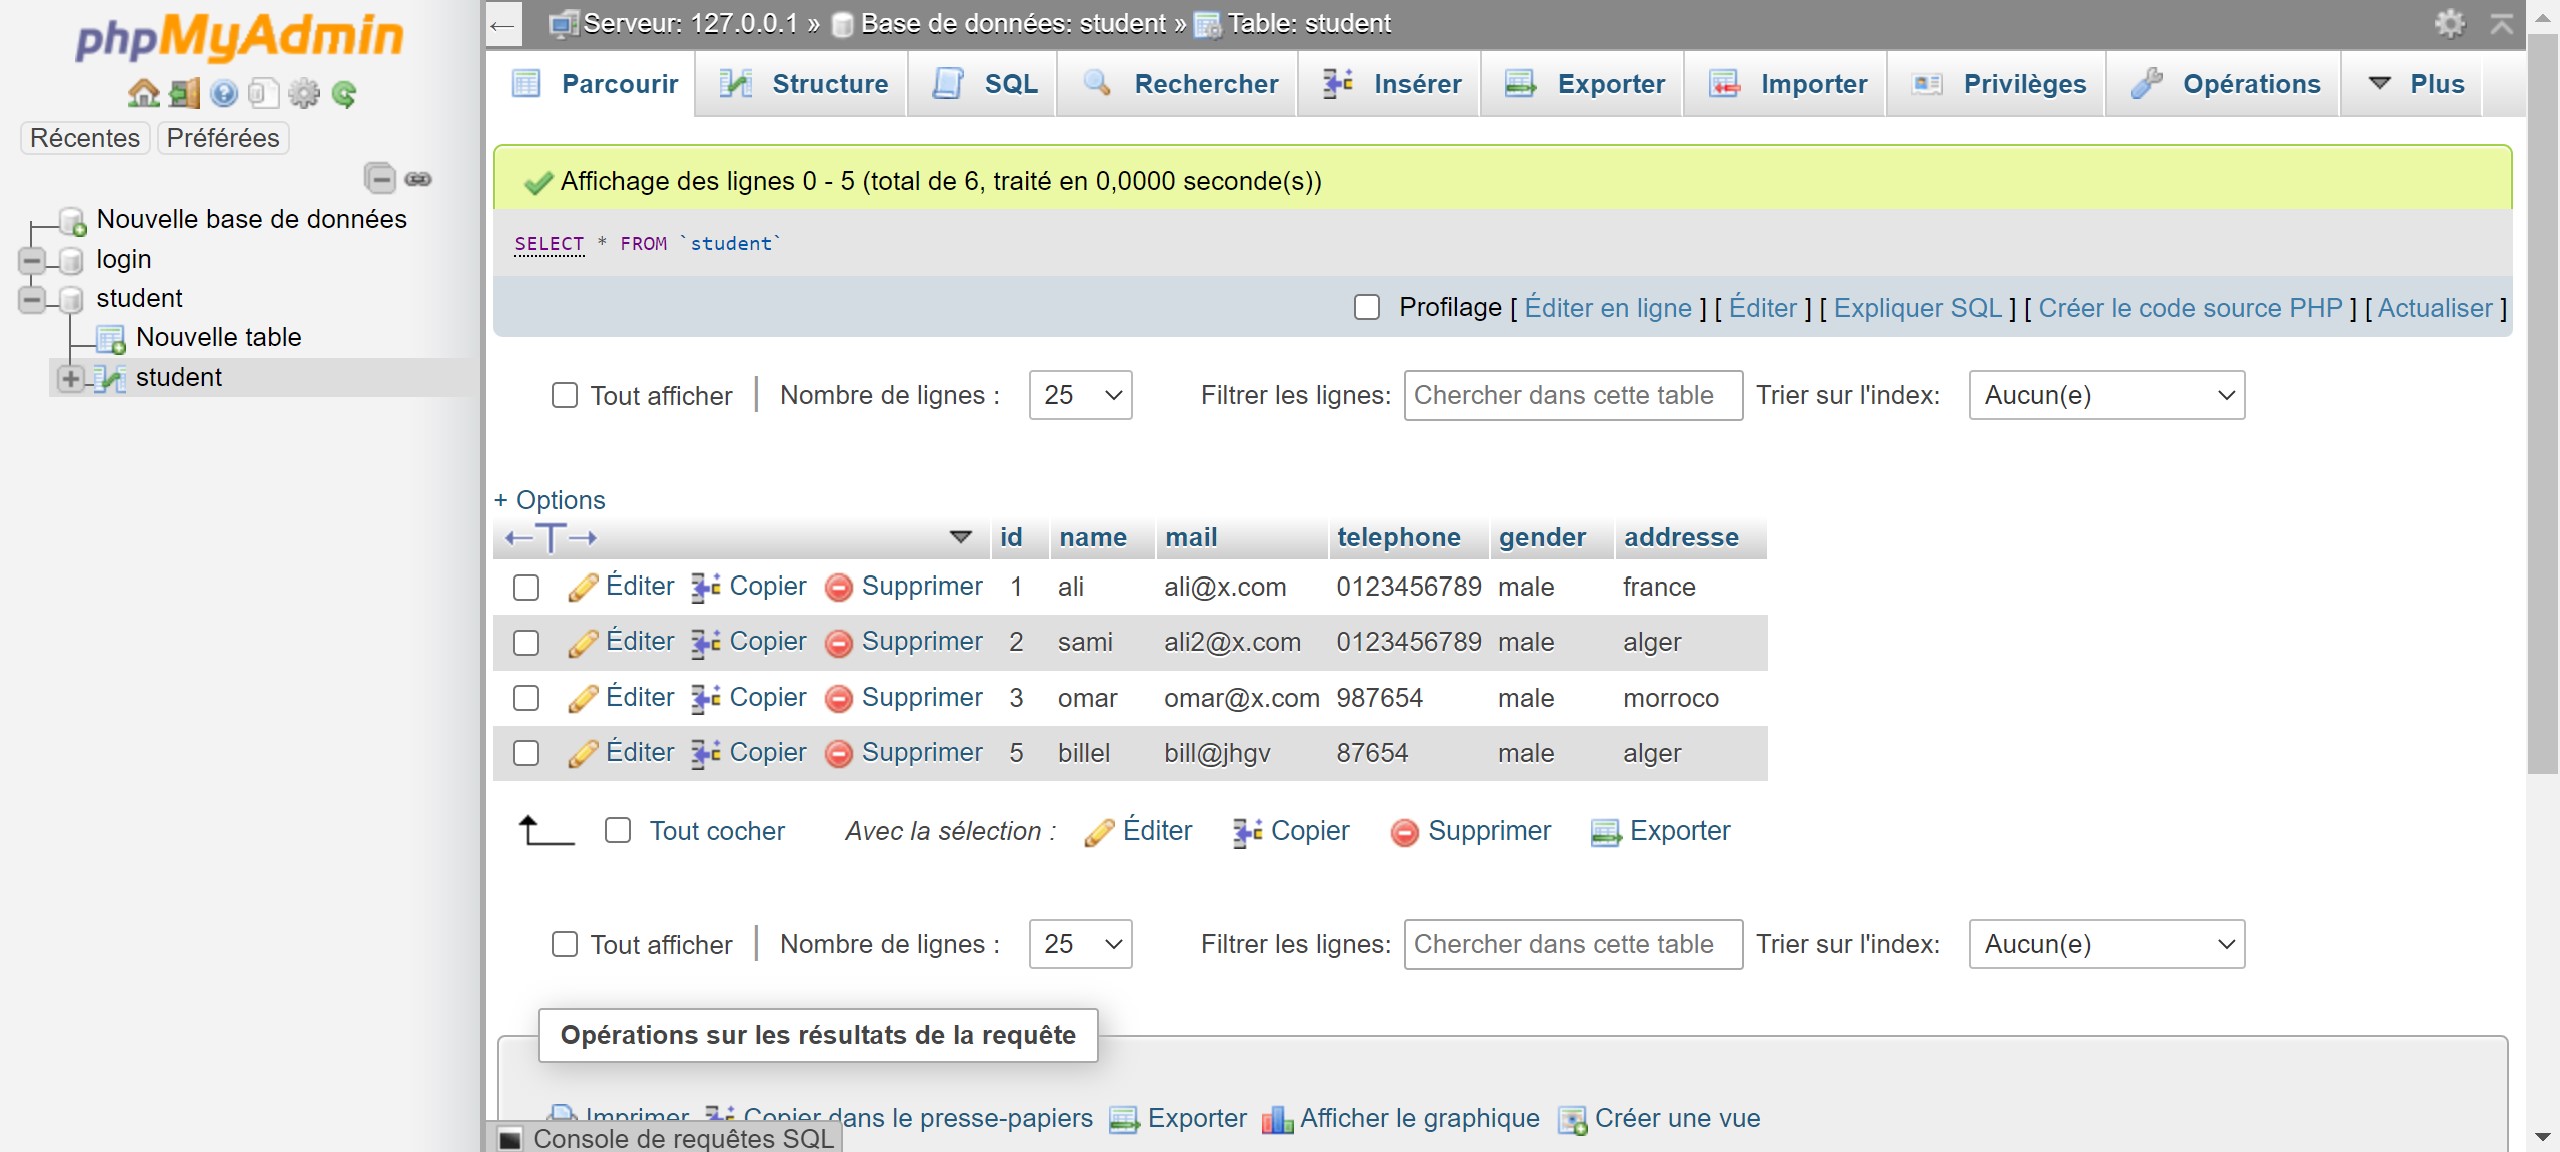 phpMyAdmin
Récentes Préférées
Nouvelle base de données
login
student
Nouvelle table
student
← Serveur: 127.0.0.1 » Base de données: student » Table: student
Parcourir Structure SQL Rechercher Insérer Exporter Importer Privilèges Opérations Plus
Affichage des lignes 0 - 5 (total de 6, traité en 0,0000 seconde(s))
SELECT * FROM `student`
Profilage [ Éditer en ligne ] [ Éditer ] [ Expliquer SQL ] [ Créer le code source PHP ] [ Actualiser ]
Tout afficher | Nombre de lignes : 25 Filtrer les lignes: Chercher dans cette table Trier sur l'index: Aucun(e)
+ Options
←T→ id name mail telephone gender addresse
Éditer Copier Supprimer 1 ali ali@x.com 0123456789 male france
Éditer Copier Supprimer 2 sami ali2@x.com 0123456789 male alger
Éditer Copier Supprimer 3 omar omar@x.com 987654 male morroco
Éditer Copier Supprimer 5 billel bill@jhgv 87654 male alger
Tout cocher Avec la sélection : Éditer Copier Supprimer Exporter
Tout afficher | Nombre de lignes : 25 Filtrer les lignes: Chercher dans cette table Trier sur l'index: Aucun(e)
Opérations sur les résultats de la requête
Imprimer Copier dans le presse-papiers Exporter Afficher le graphique Créer une vue
Console de requêtes SQL